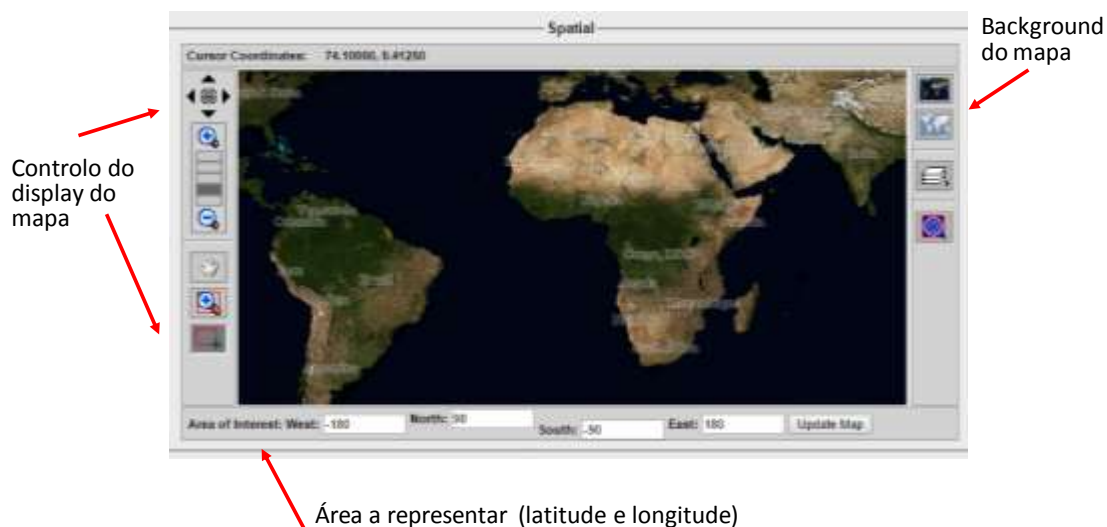 Spatial
Background
do mapa
Cursor Coordinates: 74.10000, 0.41250
Controlo do
display do
mapa
Area of Interest: West: -180 North: 90 South: -90 East: 180 Update Map
Área a representar (latitude e longitude)